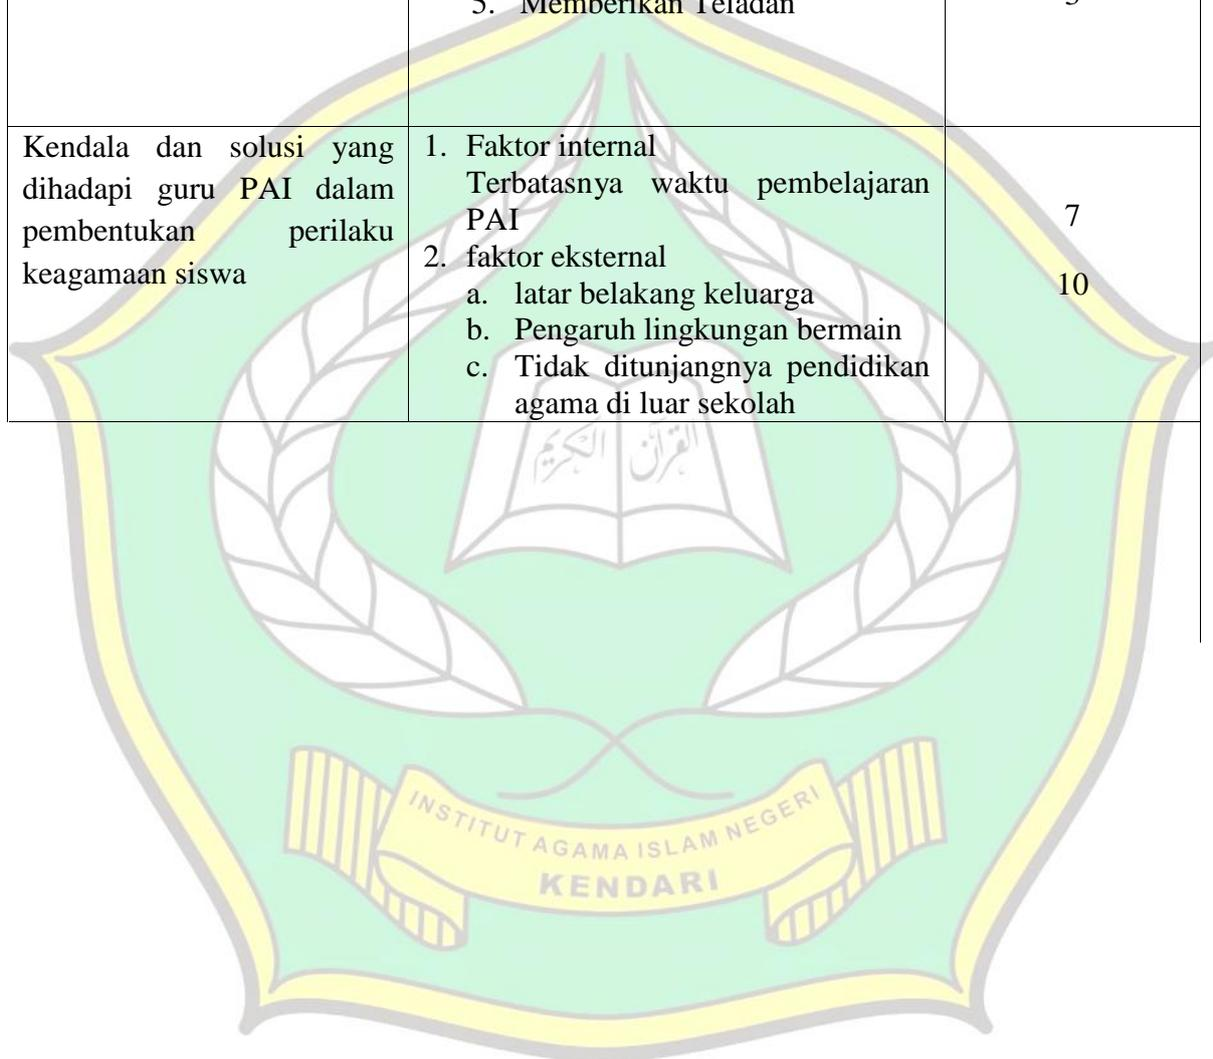 5. Memberikan Teladan
Kendala dan solusi yang
dihadapi guru PAI dalam
pembentukan perilaku
keagamaan siswa
1. Faktor internal
Terbatasnya waktu pembelajaran
PAI
2. faktor eksternal
a. latar belakang keluarga
b. Pengaruh lingkungan bermain
c. Tidak ditunjangnya pendidikan
agama di luar sekolah
7
10
القرآن الكريم
INSTITUT AGAMA ISLAM NEGERI
KENDARI